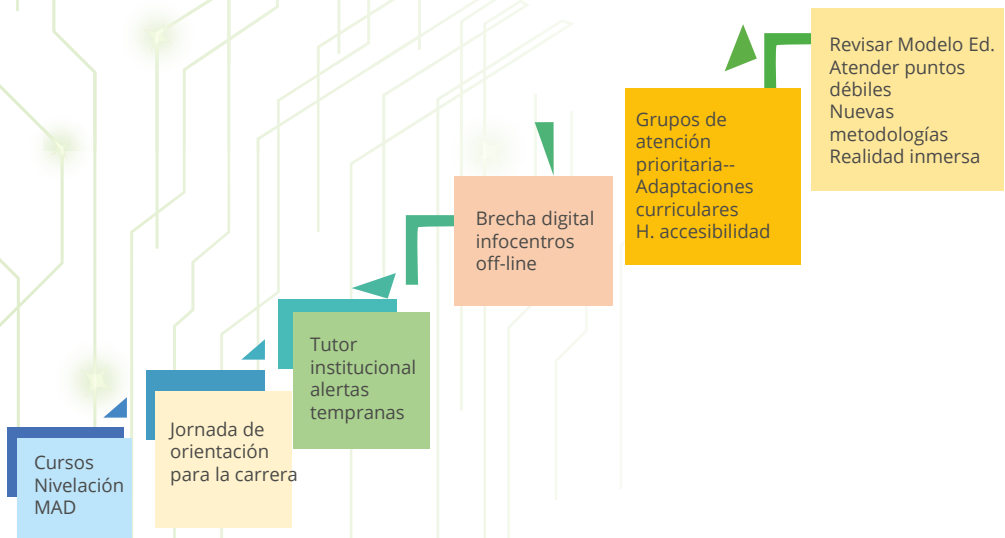 Cursos
Nivelación
MAD
Jornada de
orientación
para la carrera
Tutor
institucional
alertas
tempranas
Brecha digital
infocentros
off-line
Grupos de
atención
prioritaria--
Adaptaciones
curriculares
H. accesibilidad
Revisar Modelo Ed.
Atender puntos
débiles
Nuevas
metodologías
Realidad inmersa